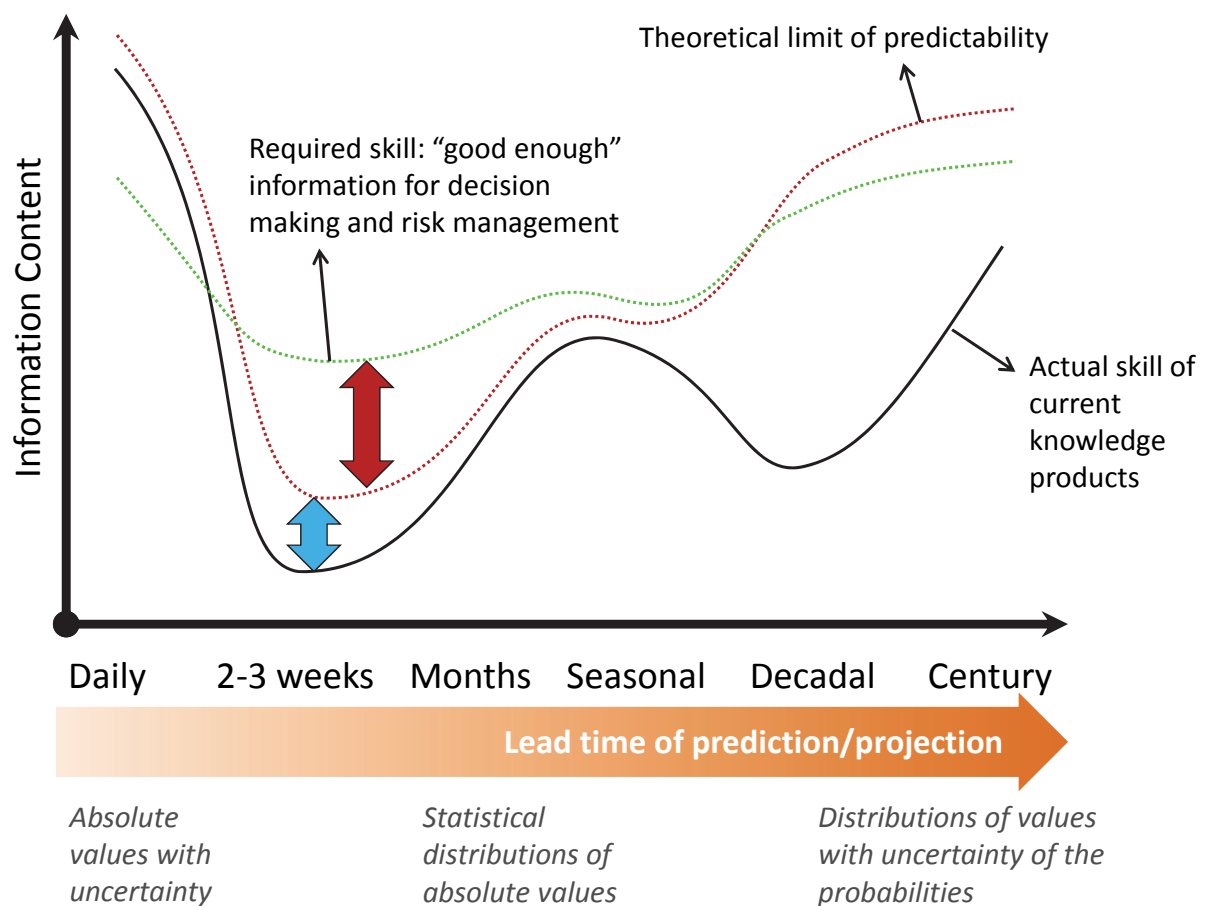 Theoretical limit of predictability
Required skill: “good en”
information for decision
making and risk management
Information Content
Actual skill of
current
knowledge
products
Daily
2-3 weeks
Months
Seasonal
Decadal
Century
Lead time of prediction/projection
Absolute
values with
uncertainty
Statistical
distributions of
absolute values
Distributions of values
with uncertainty of the
probabilities